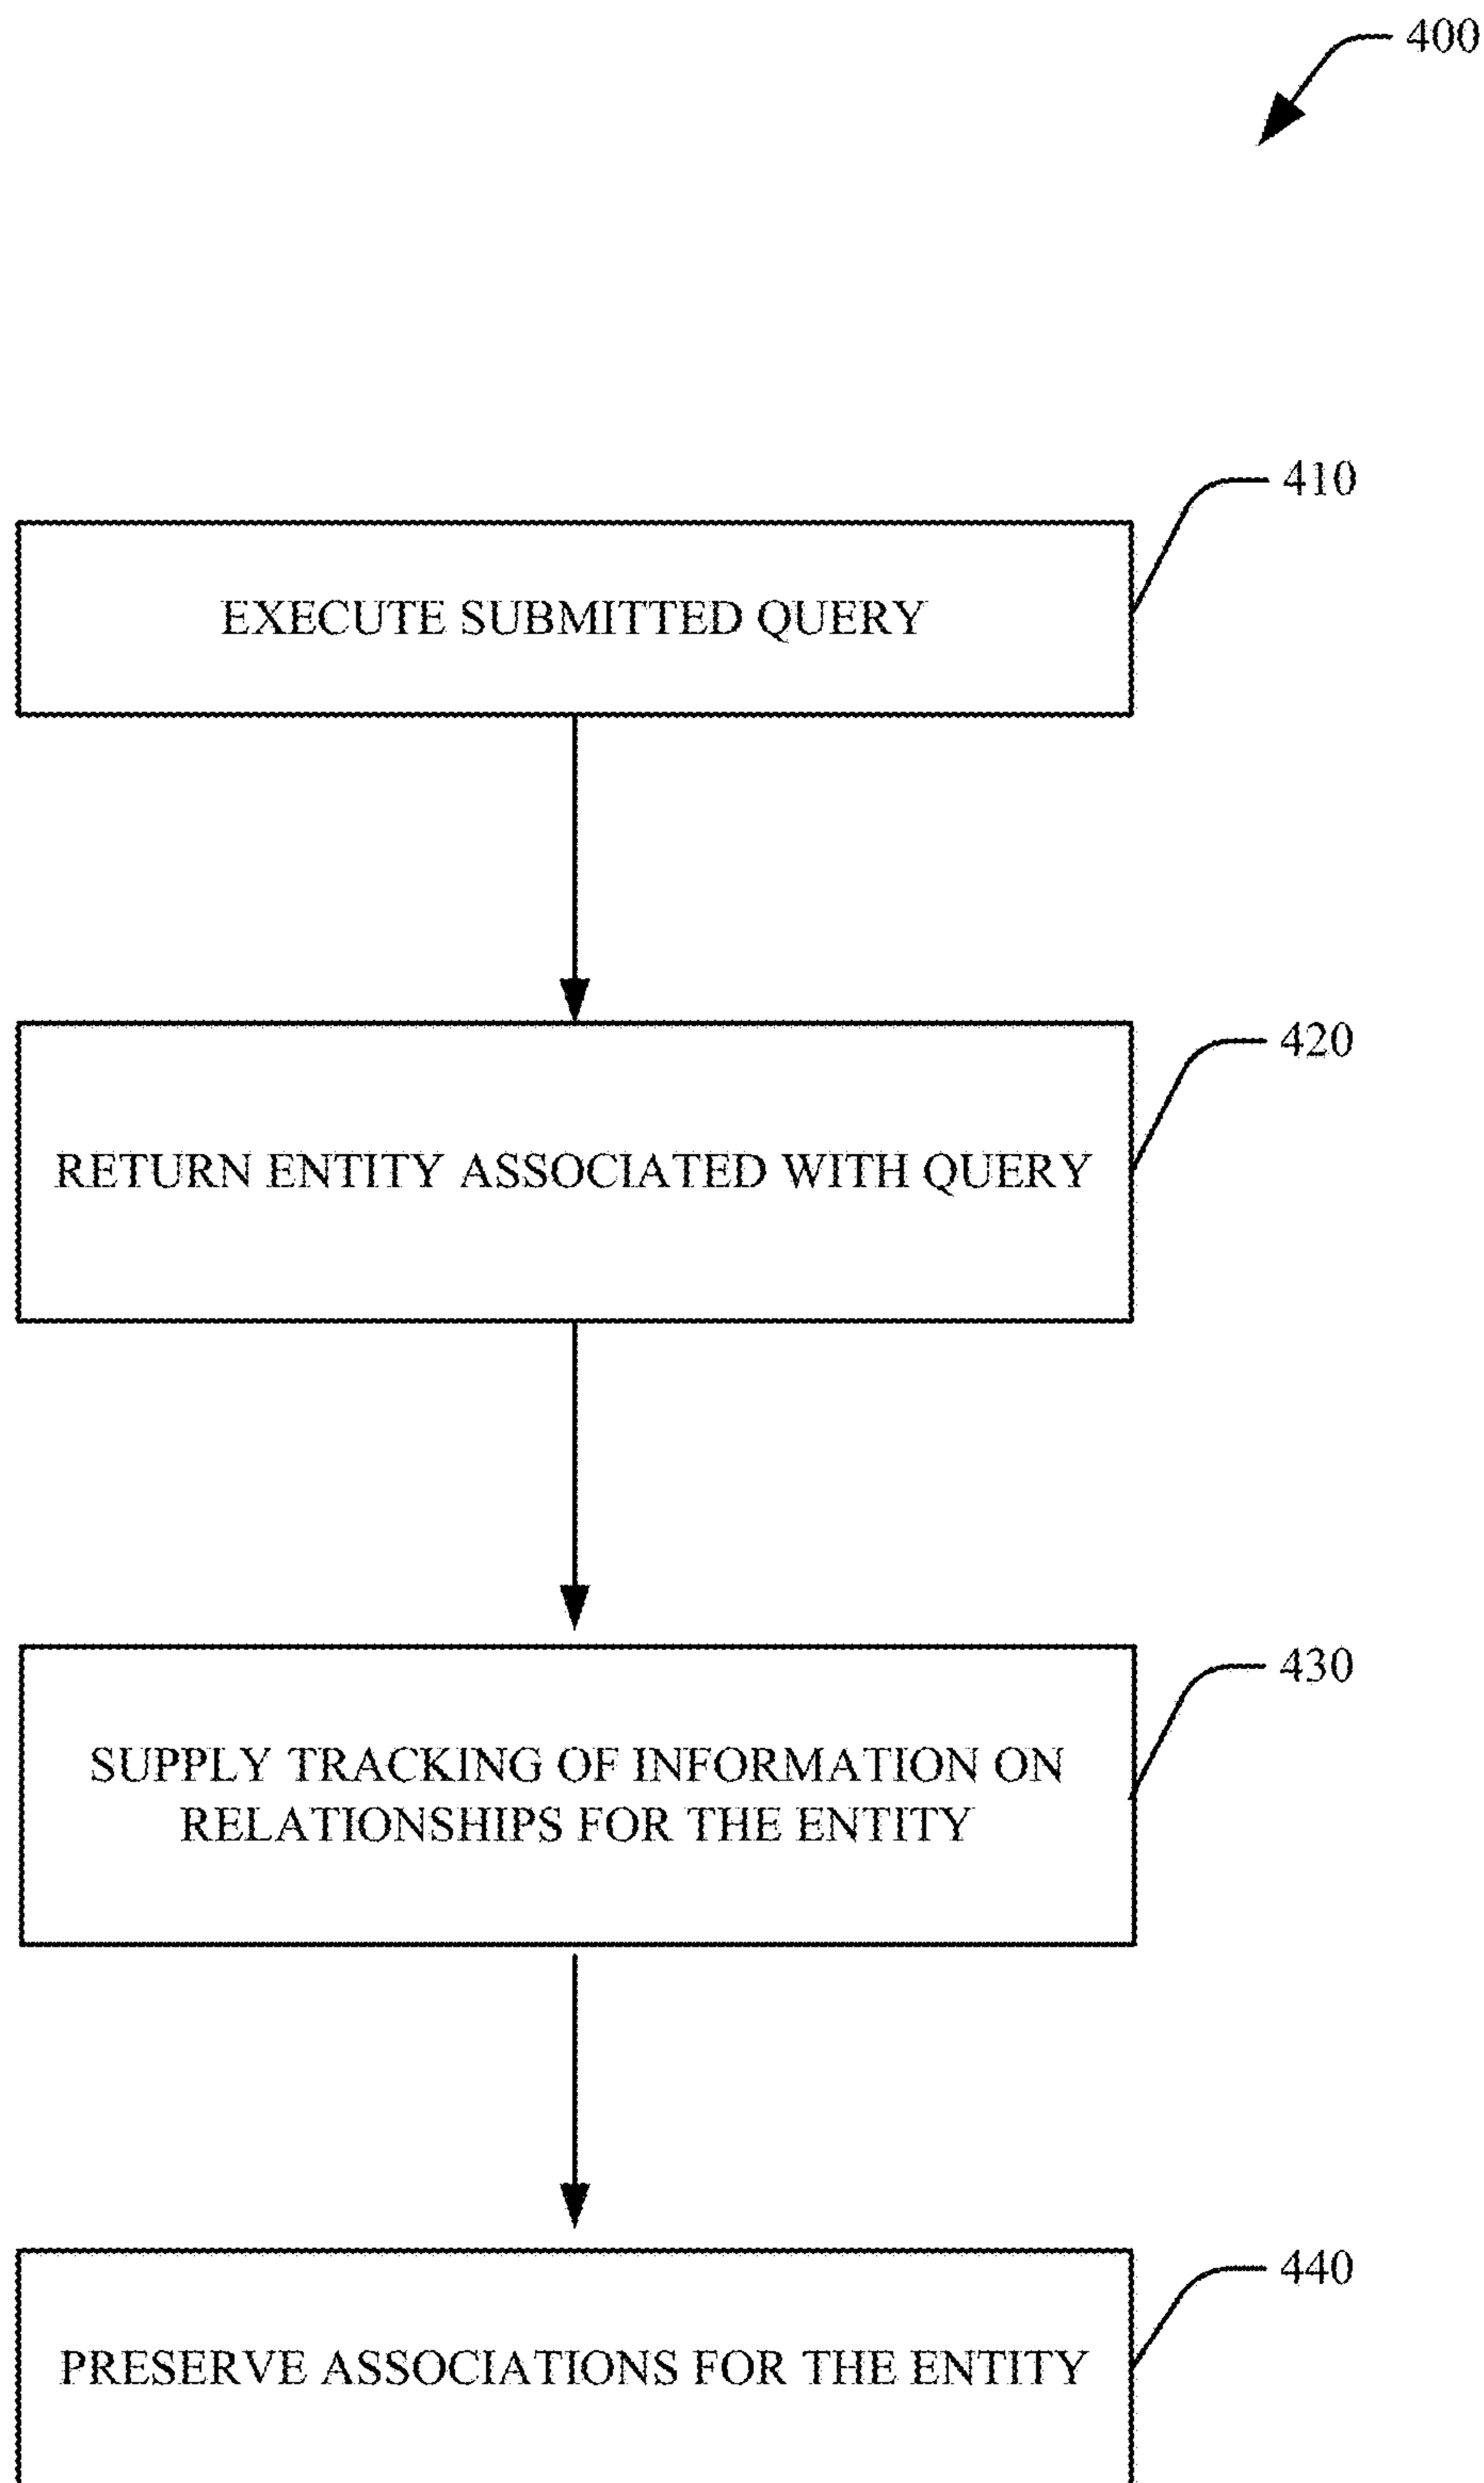 400
410
EXECUTE SUBMITTED QUERY
420
RETURN ENTITY ASSOCIATED WITH QUERY
430
SUPPLY TRACKING OF INFORMATION ON
RELATIONSHIPS FOR THE ENTITY
440
PRESERVE ASSOCIATIONS FOR THE ENTITY